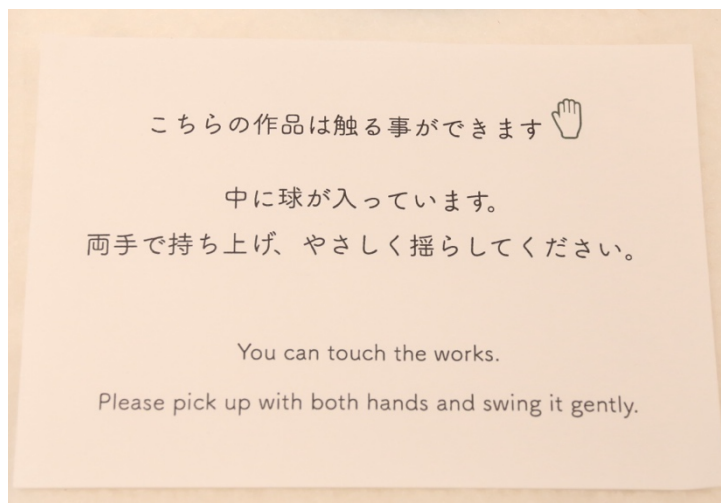 こちらの作品は触る事ができます
中に球が入っています。
両手で持ち上げ、やさしく揺らしてください。
You can touch the works.
Please pick up with both hands and swing it gently.